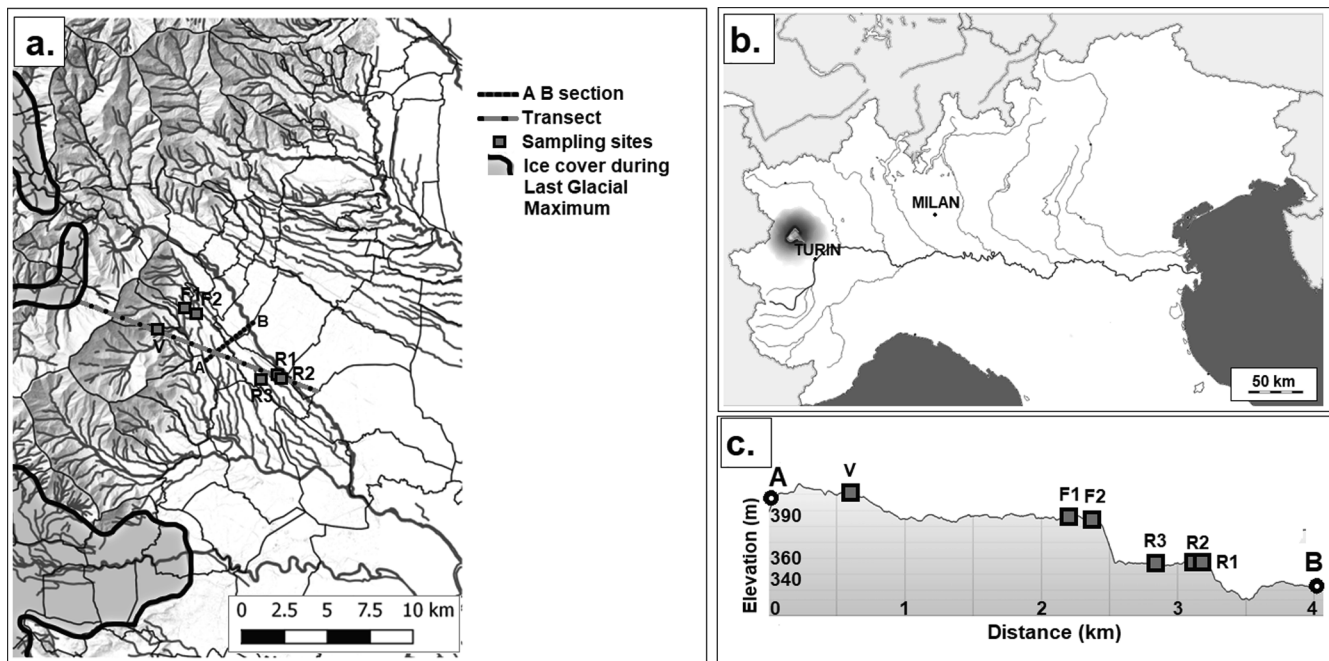 a.
A B section
Transect
Sampling sites
Ice cover during
Last Glacial
Maximum
F1
F2
V
B
A
R1
R2
R3
0 2.5 5 7.5 10 km
b.
MILAN
TURIN
50 km
c.
A
V
F1 F2
R3
R2
R1
B
Elevation (m)
390
360
340
0 1 2 3 4
Distance (km)